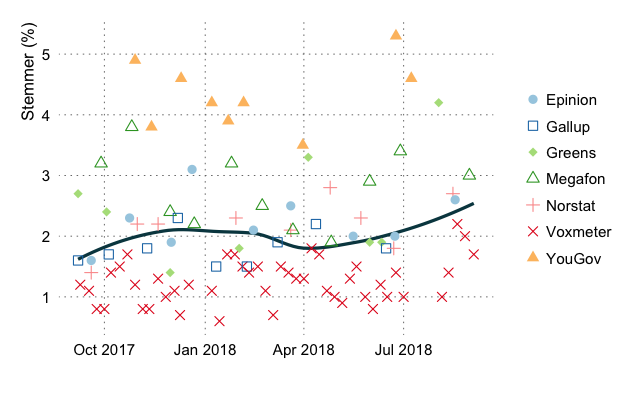 Stemmer (%)
5
4
3
2
1
Oct 2017
Jan 2018
Apr 2018
Jul 2018
Epinion
Gallup
Greens
Megafon
Norstat
Voxmeter
YouGov